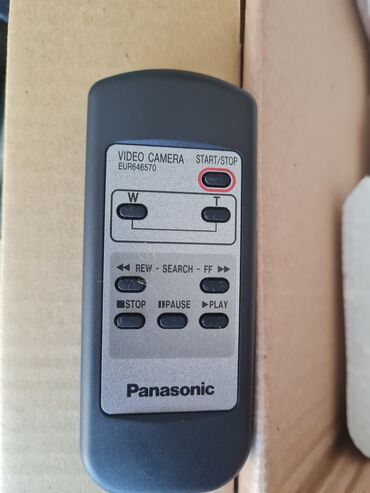 VIDEO CAMERA START/STOP
EUR646570
W T
◀◀ REW - SEARCH - FF ▶▶
■STOP ❚❚PAUSE ▶PLAY
Panasonic